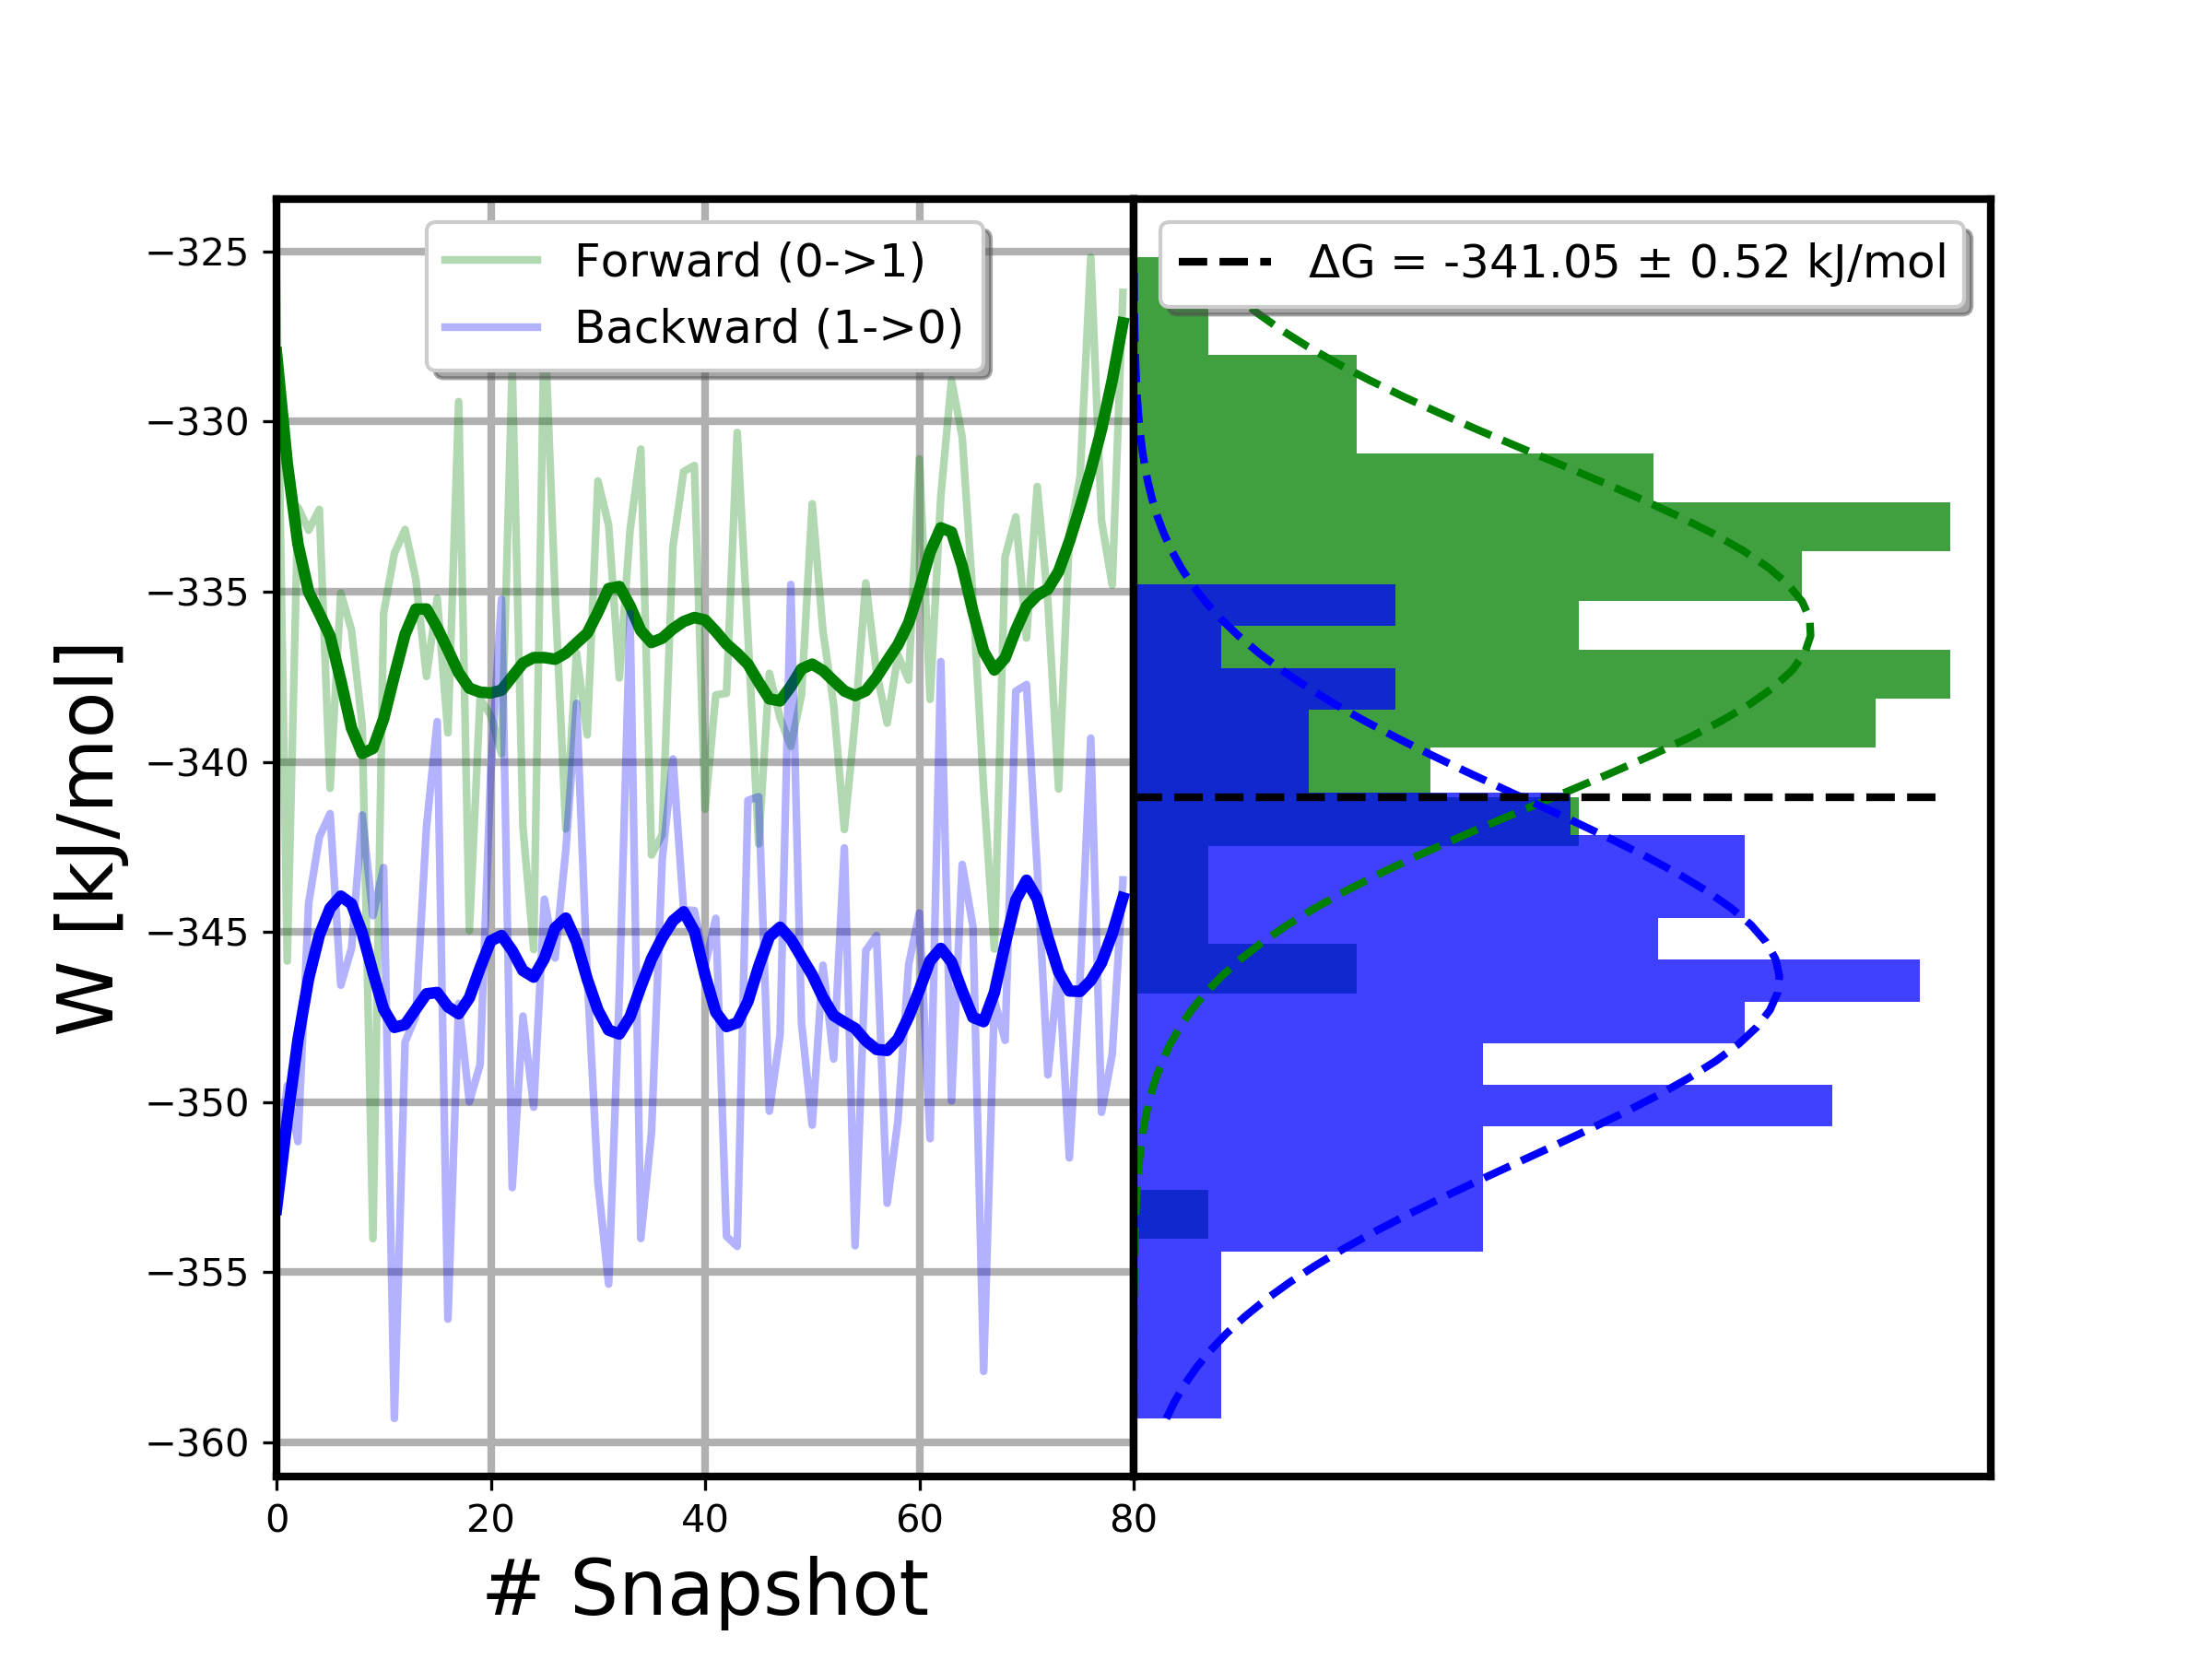 Forward (0->1)
Backward (1->0)
ΔG = -341.05 ± 0.52 kJ/mol
W [kJ/mol]
−325
−330
−335
−340
−345
−350
−355
−360
0 20 40 60 80
# Snapshot